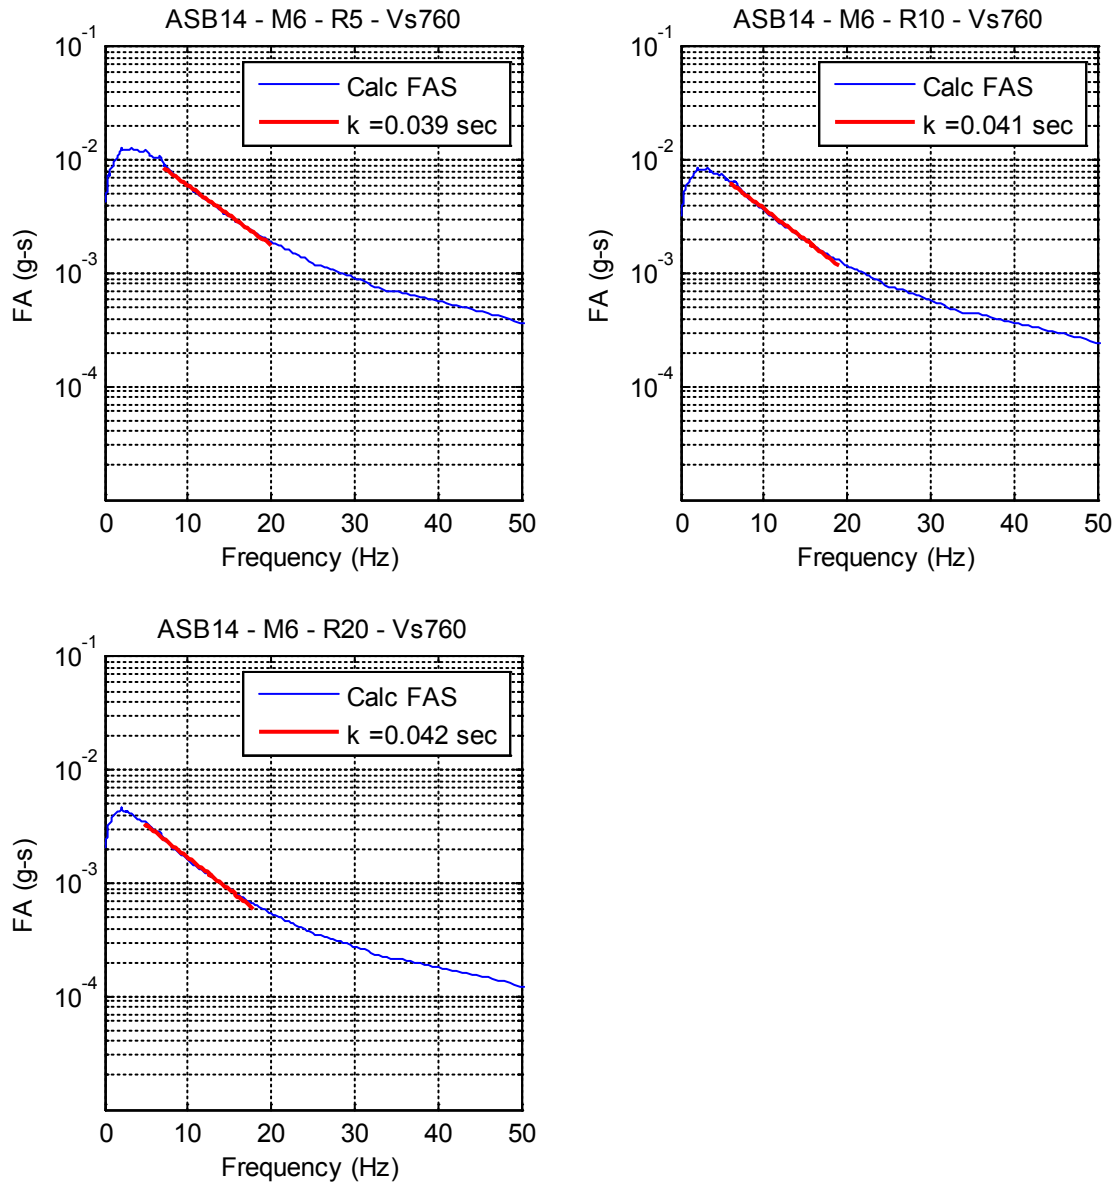 ASB14 - M6 - R5 - Vs760
10^-1
10^-2
10^-3
10^-4
FA (g-s)
Calc FAS
k =0.039 sec
0 10 20 30 40 50
Frequency (Hz)
ASB14 - M6 - R10 - Vs760
10^-1
10^-2
10^-3
10^-4
FA (g-s)
Calc FAS
k =0.041 sec
0 10 20 30 40 50
Frequency (Hz)
ASB14 - M6 - R20 - Vs760
10^-1
10^-2
10^-3
10^-4
FA (g-s)
Calc FAS
k =0.042 sec
0 10 20 30 40 50
Frequency (Hz)